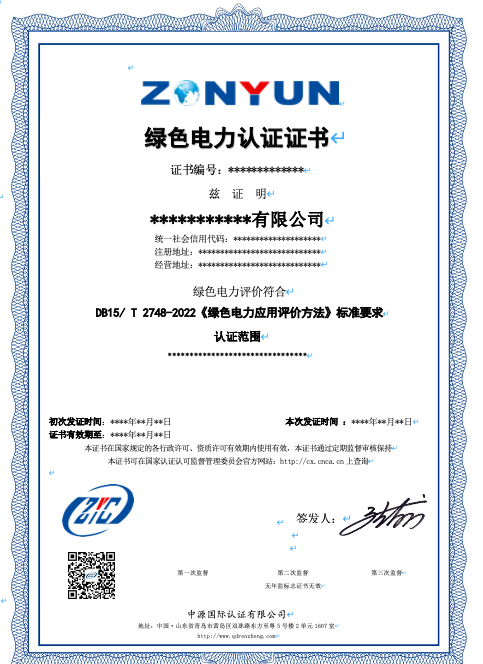 ZONYUN
绿色电力认证证书
证书编号：*************
兹 证 明
***********有限公司
统一社会信用代码：********************
注册地址：****************************
经营地址：****************************
绿色电力评价符合
DB15/ T 2748-2022《绿色电力应用评价方法》标准要求
认证范围
********************************
初次发证时间：****年**月**日 本次发证时间 ：****年**月**日
证书有效期至：****年**月**日
本证书在国家规定的各行政许可、资质许可有效期内使用有效，本证书通过定期监督审核保持
本证书可在国家认证认可监督管理委员会官方网站：http://cx.cnca.cn上查询
ZYC
签发人：
第一次监督 第二次监督 第三次监督
无年监标志证书无效
中源国际认证有限公司
地址：中国·山东省青岛市黄岛区双珠路东方至尊5号楼2单元1607室
http://www.qdrenzheng.com/